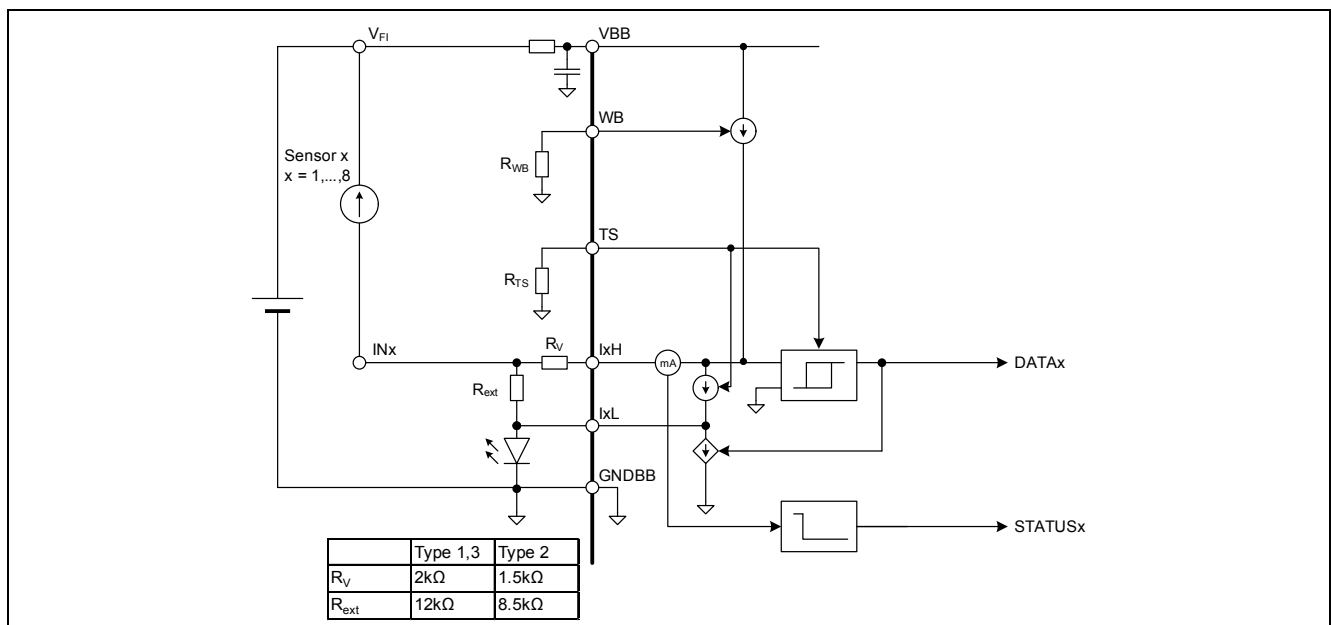 VFI
VBB
WB
RWB
Sensor x
x = 1,...,8
TS
RTS
INx
RV
IxH
mA
DATAx
Rext
IxL
GNDBB
STATUSx
Type 1,3 Type 2
RV 2kΩ 1.5kΩ
Rext 12kΩ 8.5kΩ